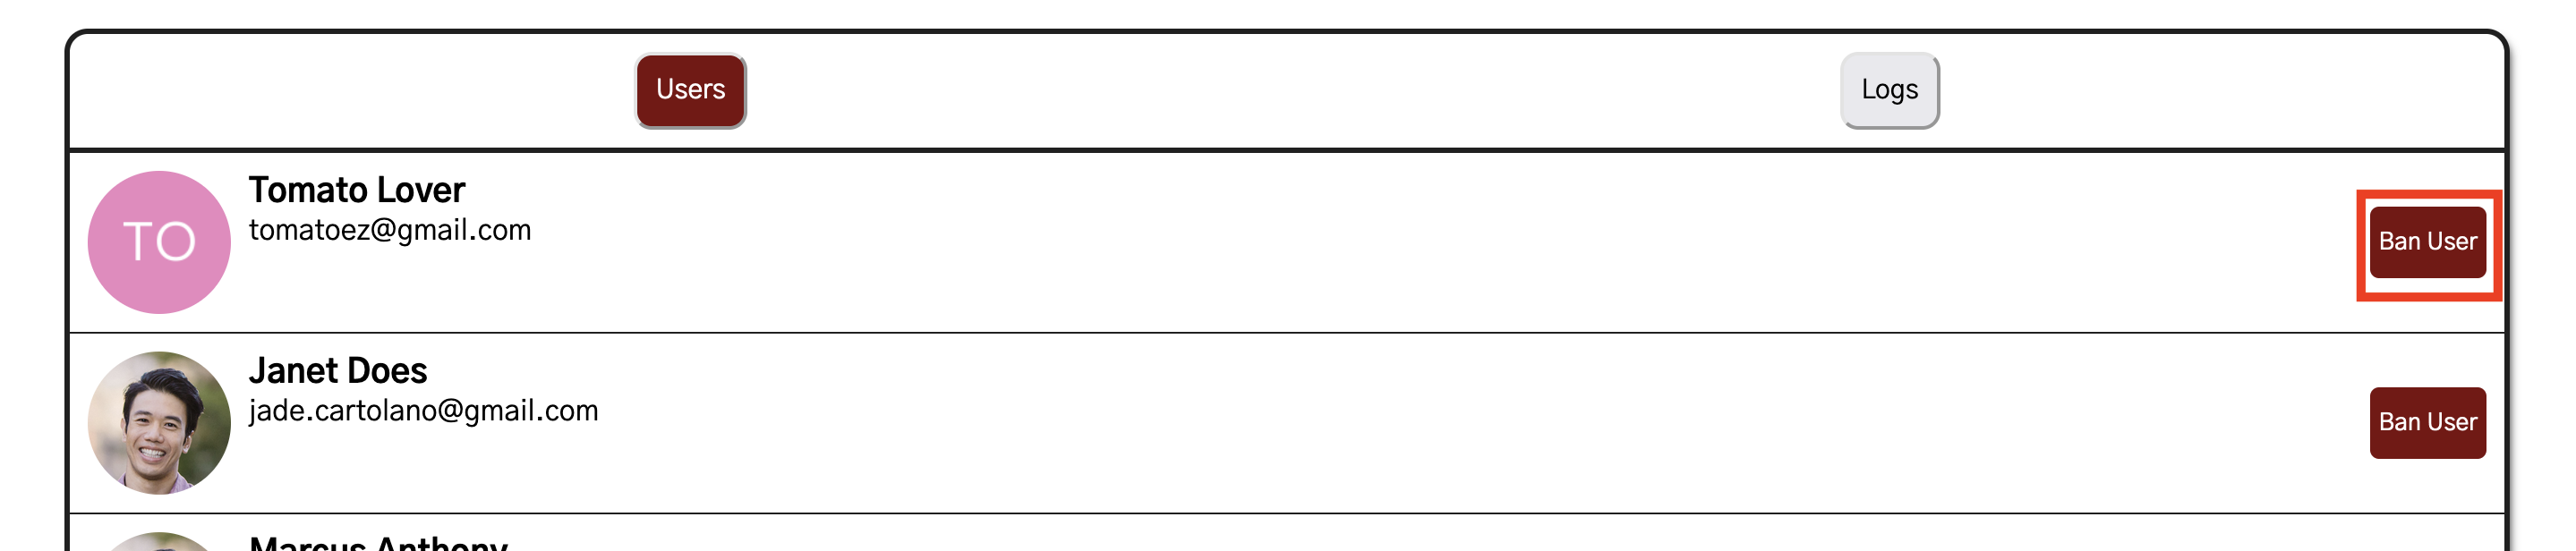 Users
Logs
TO
Tomato Lover
tomatoez@gmail.com
Ban User
Janet Does
jade.cartolano@gmail.com
Ban User
Marcus Anthony